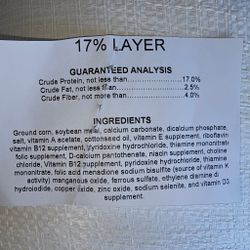 17% LAYER
GUARANTEED ANALYSIS
Crude Protein, not less than..................17.0%
Crude Fat, not less than.......................2.5%
Crude Fiber, not more than...................4.0%
INGREDIENTS
Ground corn, soybean meal, calcium carbonate, dicalcium phosphate,
salt, vitamin A acetate, cottonseed oil, vitamin E supplement, riboflavin
vitamin B12 supplement, pyridoxine hydrochloride, thiamine mononitrate
folic supplement, D-calcium pantothenate, niacin supplement, choline
chloride, Vitamin B12 supplement, pyridoxine hydrochloride, thiamine
mononitrate, folic acid menadione sodium bisulfite (source of vitamin K
activity) manganous oxide, ferrous sulfate, ethylene diamine di
hydroiodide, copper oxide, zinc oxide, sodium selenite, and vitamin D3
supplement.